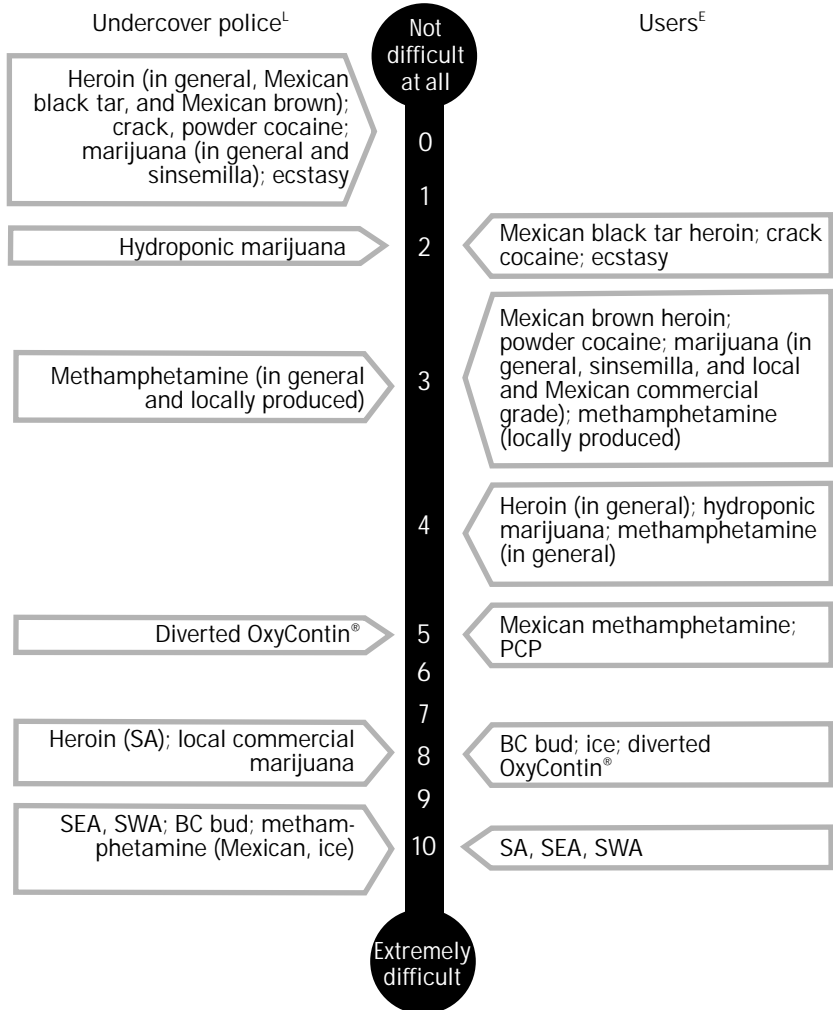 Undercover police^L
Not
difficult
at all
Users^E
Heroin (in general, Mexican
black tar, and Mexican brown);
crack, powder cocaine;
marijuana (in general and
sinsemilla); ecstasy
0
1
Hydroponic marijuana
2
Mexican black tar heroin; crack
cocaine; ecstasy
Methamphetamine (in general
and locally produced)
3
Mexican brown heroin;
powder cocaine; marijuana (in
general, sinsemilla, and local
and Mexican commercial
grade); methamphetamine
(locally produced)
4
Heroin (in general); hydroponic
marijuana; methamphetamine
(in general)
Diverted OxyContin®
5
Mexican methamphetamine;
PCP
6
7
Heroin (SA); local commercial
marijuana
8
BC bud; ice; diverted
OxyContin®
9
SEA, SWA; BC bud; metham-
phetamine (Mexican, ice)
10
SA, SEA, SWA
Extremely
difficult